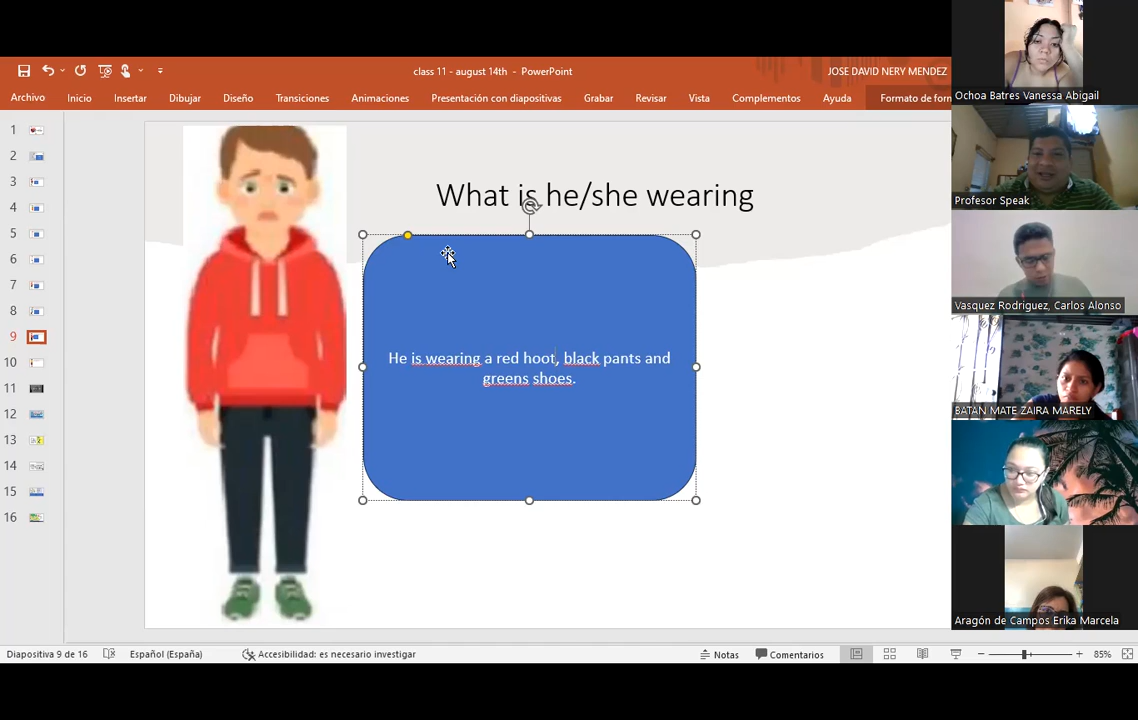 class 11 - august 14th - PowerPoint
JOSE DAVID NERY MENDEZ
Archivo Inicio Insertar Dibujar Diseño Transiciones Animaciones Presentación con diapositivas Grabar Revisar Vista Complementos Ayuda Formato de forn
1
2
3
4
5
6
7
8
9
10
11
12
13
14
15
16
What is he/she wearing
He is wearing a red hoot, black pants and
greens shoes.
Ochoa Batres Vanessa Abigail
Profesor Speak
Vasquez Rodriguez, Carlos Alonso
BATAN MATE ZAIRA MARELY
Aragón de Campos Erika Marcela
Diapositiva 9 de 16 Español (España) Accesibilidad: es necesario investigar Notas Comentarios 85%